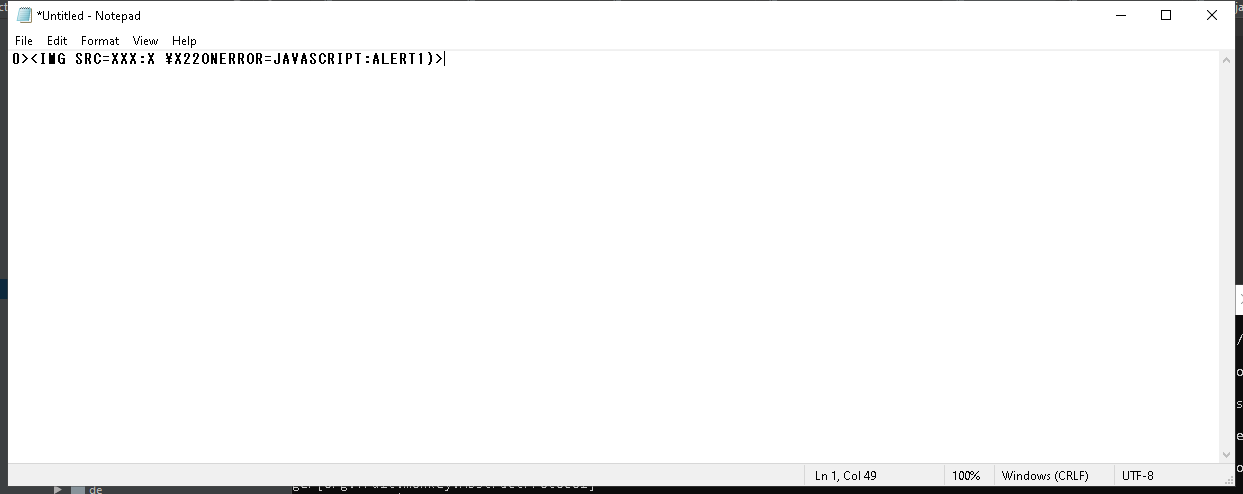 *Untitled - Notepad
File Edit Format View Help
0><IMG SRC=XXX:X ¥X22ONERROR=JAVASCRIPT:ALERT1)>
Ln 1, Col 49 100% Windows (CRLF) UTF-8
de